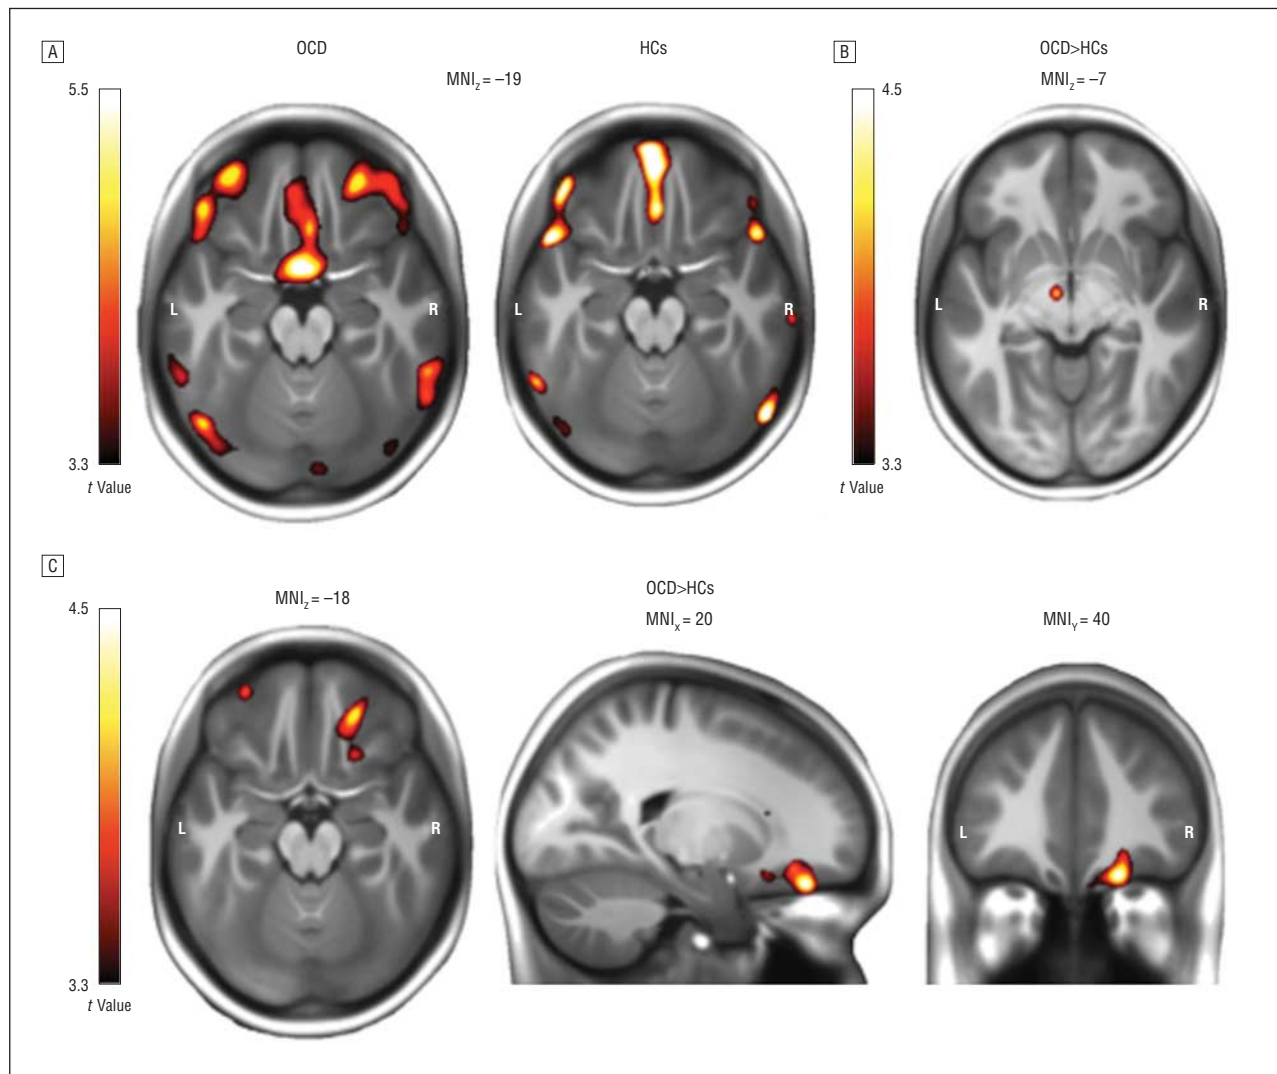 A
OCD
HCs
MNIz = –19
5.5
3.3
t Value
L
R
L
R
B
OCD>HCs
MNIz = –7
4.5
3.3
t Value
L
R
C
MNIz = –18
4.5
3.3
t Value
L
R
OCD>HCs
MNIx = 20
MNIY = 40
L
R